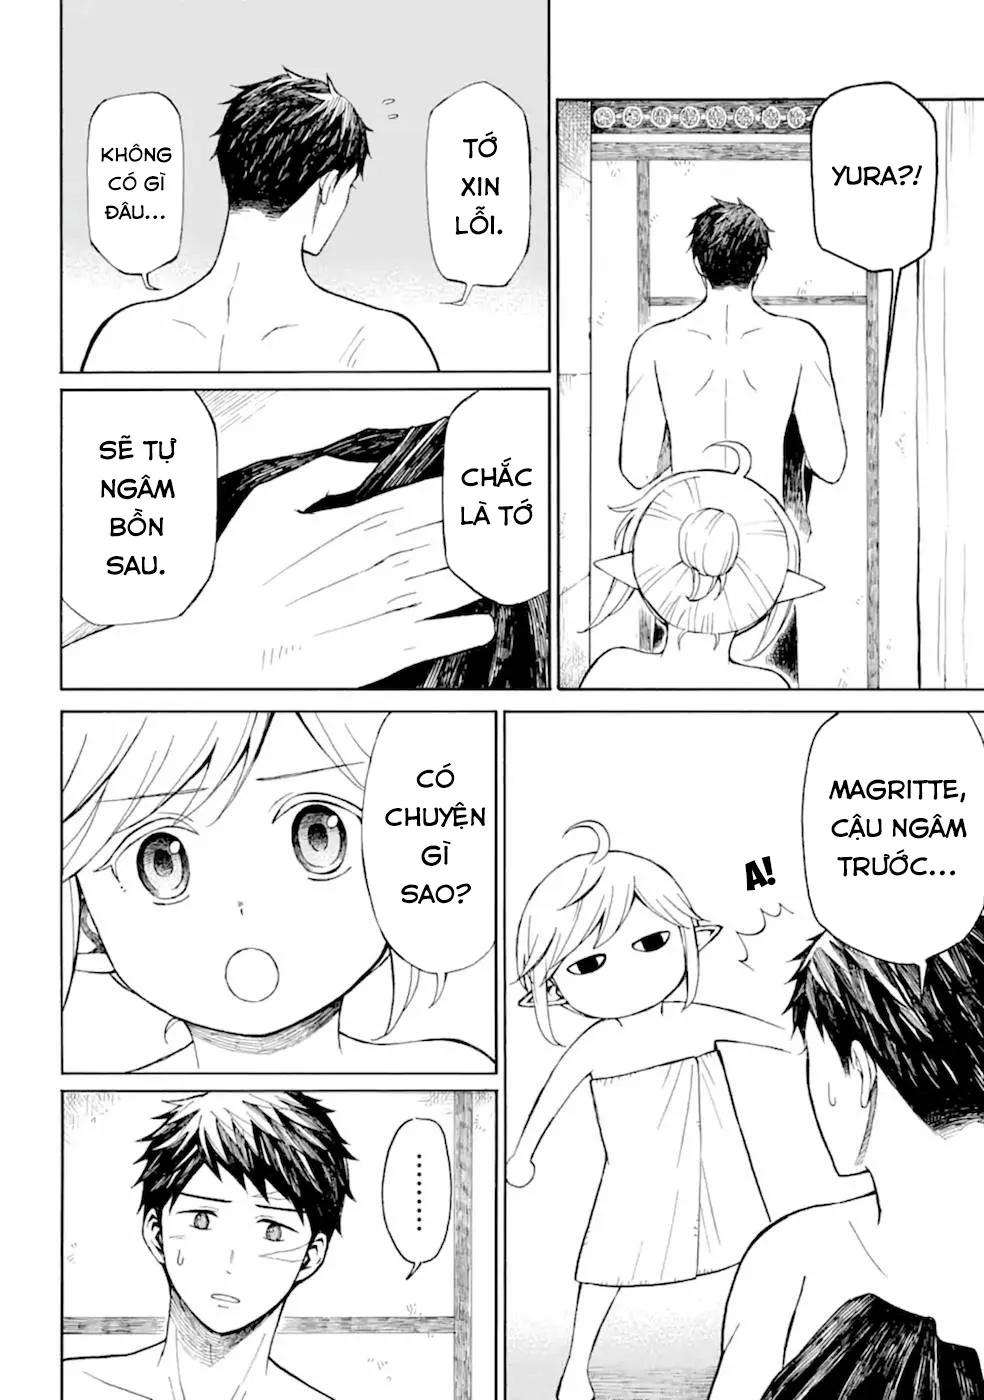 YURA?!
TỚ
XIN
LỖI.
KHÔNG
CÓ GÌ
ĐÂU...
CHẮC
LÀ TỚ
SẼ TỰ
NGÂM
BỒN
SAU.
MAGRITTE,
CẬU NGÂM
TRƯỚC...
A!
CÓ
CHUYỆN
GÌ
SAO?
.........